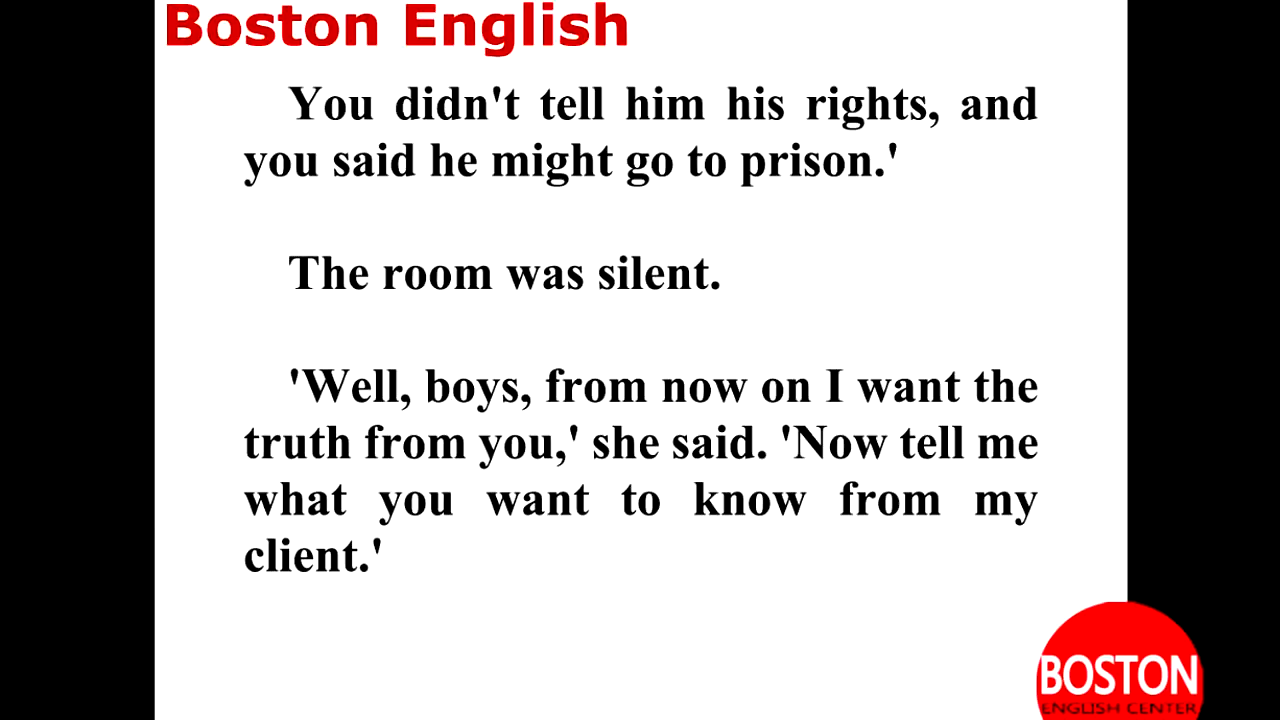 Boston English
You didn't tell him his rights, and
you said he might go to prison.'
The room was silent.
'Well, boys, from now on I want the
truth from you,' she said. 'Now tell me
what you want to know from my
client.'
BOSTON
ENGLISH CENTER